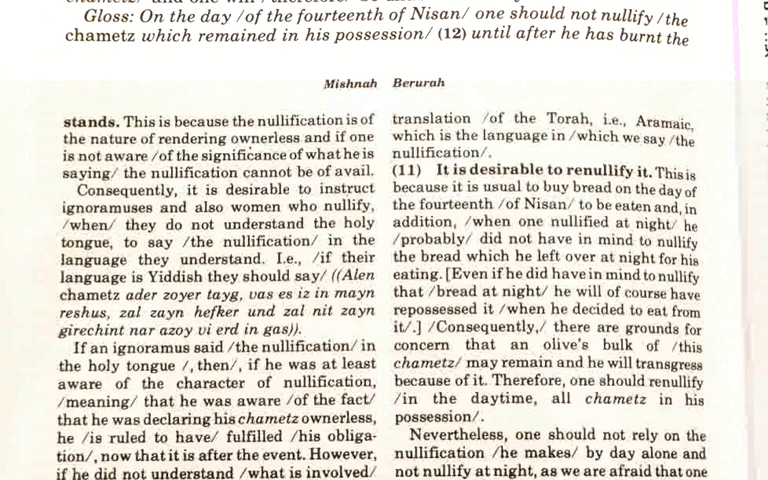 Gloss: On the day /of the fourteenth of Nisan/ one should not nullify /the
chametz which remained in his possession/ (12) until after he has burnt the
Mishnah Berurah
stands. This is because the nullification is of
the nature of rendering ownerless and if one
is not aware /of the significance of what he is
saying/ the nullification cannot be of avail.
Consequently, it is desirable to instruct
ignoramuses and also women who nullify,
/when/ they do not understand the holy
tongue, to say /the nullification/ in the
language they understand. I.e., /if their
language is Yiddish they should say/ ((Alen
chametz ader zoyer tayg, vas es iz in mayn
reshus, zal zayn hefker und zal nit zayn
girechint nar azoy vi erd in gas)).
If an ignoramus said /the nullification/ in
the holy tongue /, then/, if he was at least
aware of the character of nullification,
/meaning/ that he was aware /of the fact/
that he was declaring his chametz ownerless,
he /is ruled to have/ fulfilled /his obliga-
tion/, now that it is after the event. However,
if he did not understand /what is involved/
translation /of the Torah, i.e., Aramaic,
which is the language in /which we say /the
nullification/.
(11) It is desirable to renullify it. This is
because it is usual to buy bread on the day of
the fourteenth /of Nisan/ to be eaten and, in
addition, /when one nullified at night/ he
/probably/ did not have in mind to nullify
the bread which he left over at night for his
eating. [Even if he did have in mind to nullify
that /bread at night/ he will of course have
repossessed it /when he decided to eat from
it/.] /Consequently,/ there are grounds for
concern that an olive's bulk of /this
chametz/ may remain and he will transgress
because of it. Therefore, one should renullify
/in the daytime, all chametz in his
possession/.
Nevertheless, one should not rely on the
nullification /he makes/ by day alone and
not nullify at night, as we are afraid that one